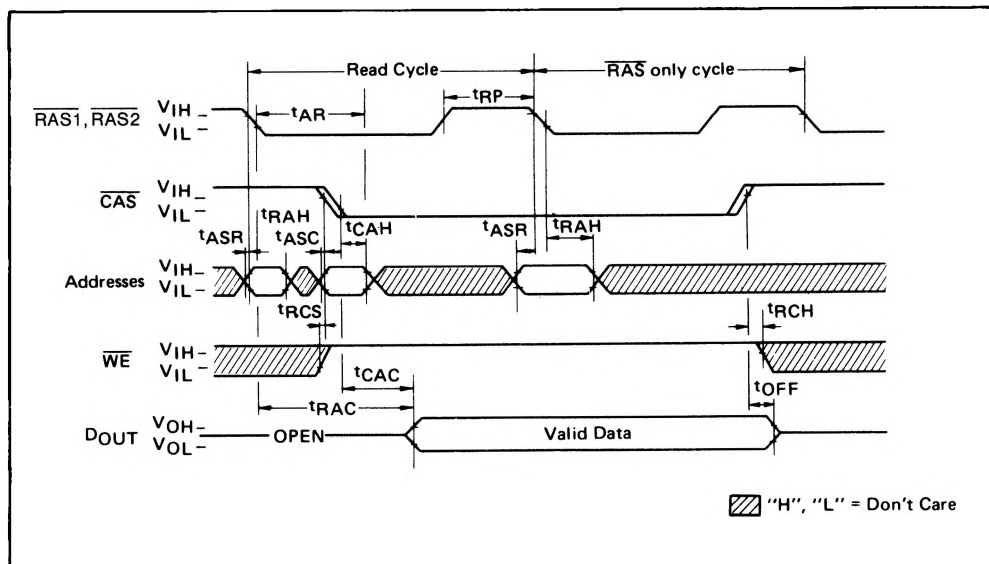 Read Cycle RAS only cycle
tAR tRP
RAS1, RAS2 VIH VIL
CAS VIH VIL
tRAH tCAH tRAH
tASR tASC tASR
Addresses VIH VIL
tRCS tRCH
WE VIH VIL
tCAC tOFF
tRAC
DOUT VOH VOL OPEN Valid Data
"H", "L" = Don't Care